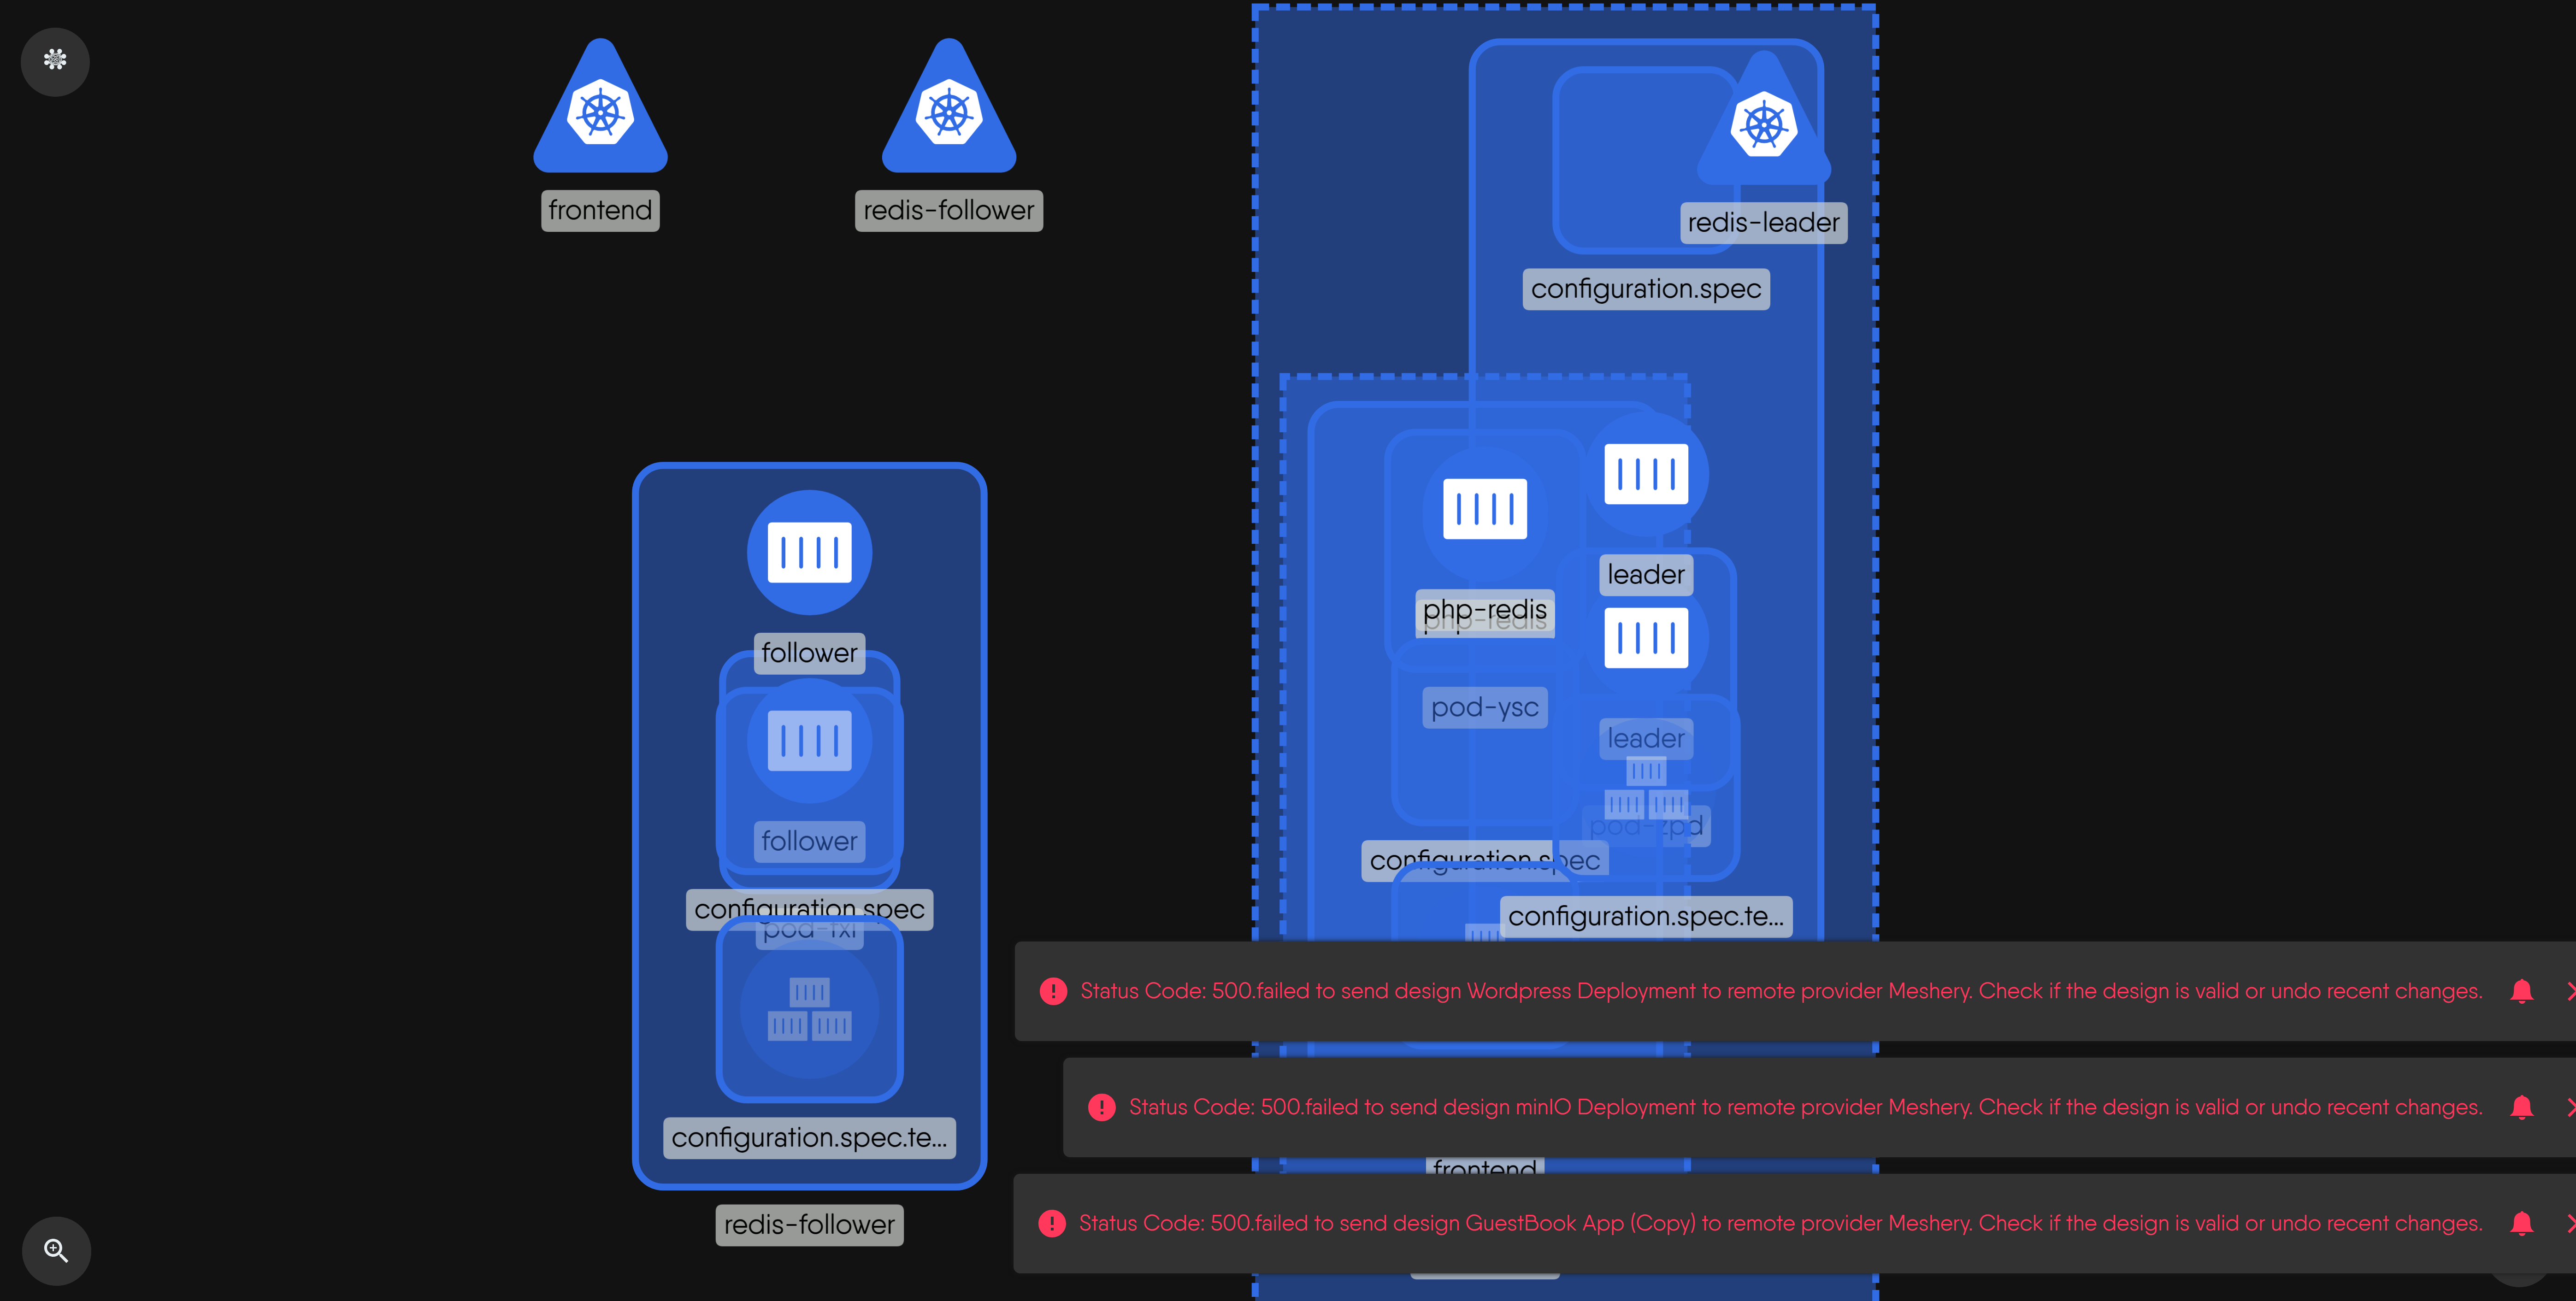 frontend
redis-follower
redis-leader
configuration.spec
leader
php-redis
php-redis
follower
pod-ysc
leader
pod-zpd
follower
configuration.spec
configuration.spec
configuration.spec.te...
configuration.spec.te...
redis-follower
frontend
Status Code: 500.failed to send design Wordpress Deployment to remote provider Meshery. Check if the design is valid or undo recent changes.
Status Code: 500.failed to send design minIO Deployment to remote provider Meshery. Check if the design is valid or undo recent changes.
Status Code: 500.failed to send design GuestBook App (Copy) to remote provider Meshery. Check if the design is valid or undo recent changes.